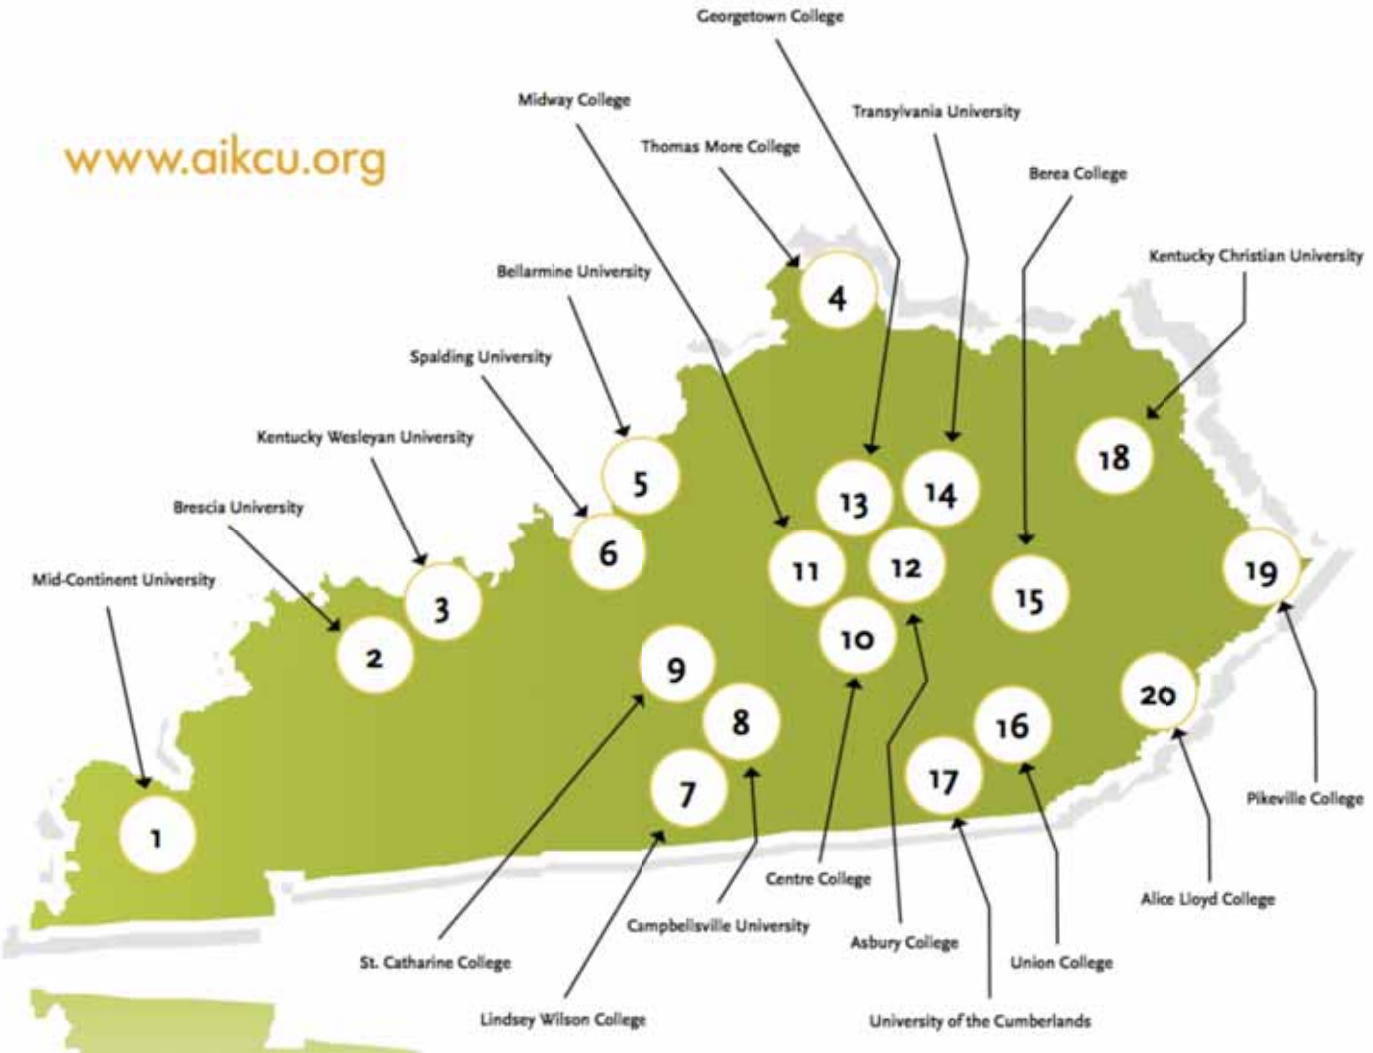 Georgetown College
Midway College
Transylvania University
Thomas More College
www.aikcu.org
Berea College
Kentucky Christian University
Bellarmine University
4
Spalding University
Kentucky Wesleyan University
18
5
14
13
Brescia University
6
12
11
19
Mid-Continent University
15
3
10
2
9
20
8
16
17
7
Pikeville College
1
Centre College
Alice Lloyd College
Campbellsville University
Asbury College
St. Catharine College
Union College
Lindsey Wilson College
University of the Cumberlands